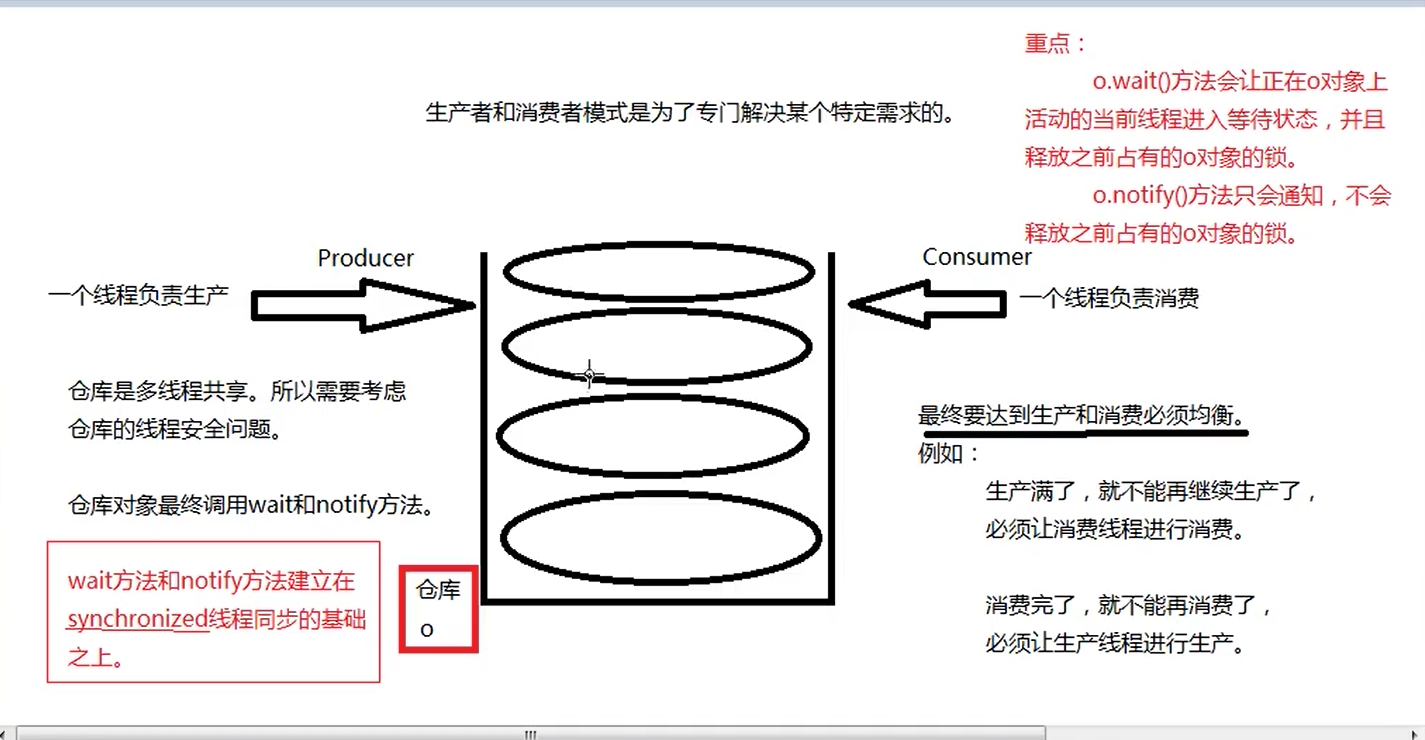 重点：
o.wait()方法会让正在o对象上
活动的当前线程进入等待状态，并且
释放之前占有的o对象的锁。
o.notify()方法只会通知，不会
释放之前占有的o对象的锁。
生产者和消费者模式是为了专门解决某个特定需求的。
Producer
一个线程负责生产
Consumer
一个线程负责消费
仓库是多线程共享。所以需要考虑
仓库的线程安全问题。
仓库对象最终调用wait和notify方法。
wait方法和notify方法建立在
synchronized线程同步的基础
之上。
仓库
o
最终要达到生产和消费必须均衡。
例如：
生产满了，就不能再继续生产了，
必须让消费线程进行消费。
消费完了，就不能再消费了，
必须让生产线程进行生产。